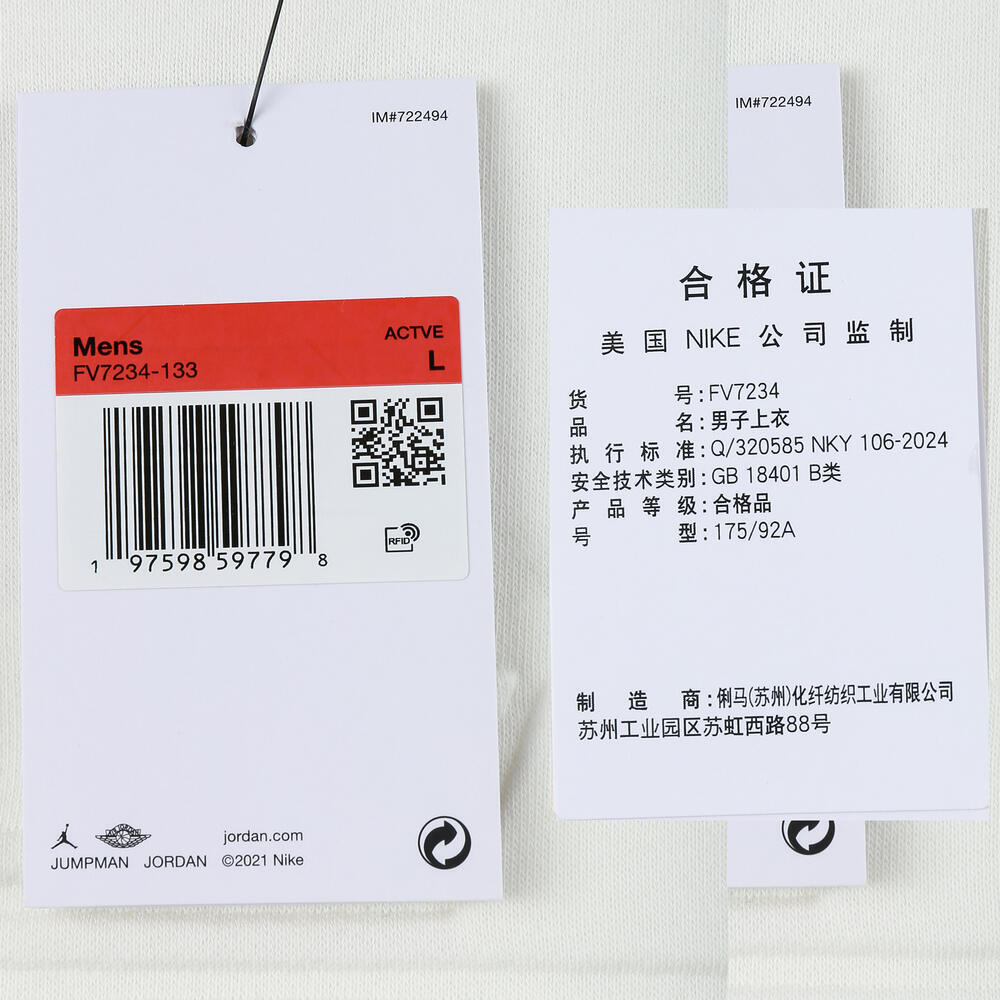 IM#722494
Mens
FV7234-133
ACTVE
L
1 97598 59779 8
RFID
JUMPMAN JORDAN
jordan.com
©2021 Nike
IM#722494
合格证
美国 NIKE 公司监制
货号:FV7234
品名:男子上衣
执行标准:Q/320585 NKY 106-2024
安全技术类别:GB 18401 B类
产品等级:合格品
号型:175/92A
制造商:俐马(苏州)化纤纺织工业有限公司
苏州工业园区苏虹西路88号